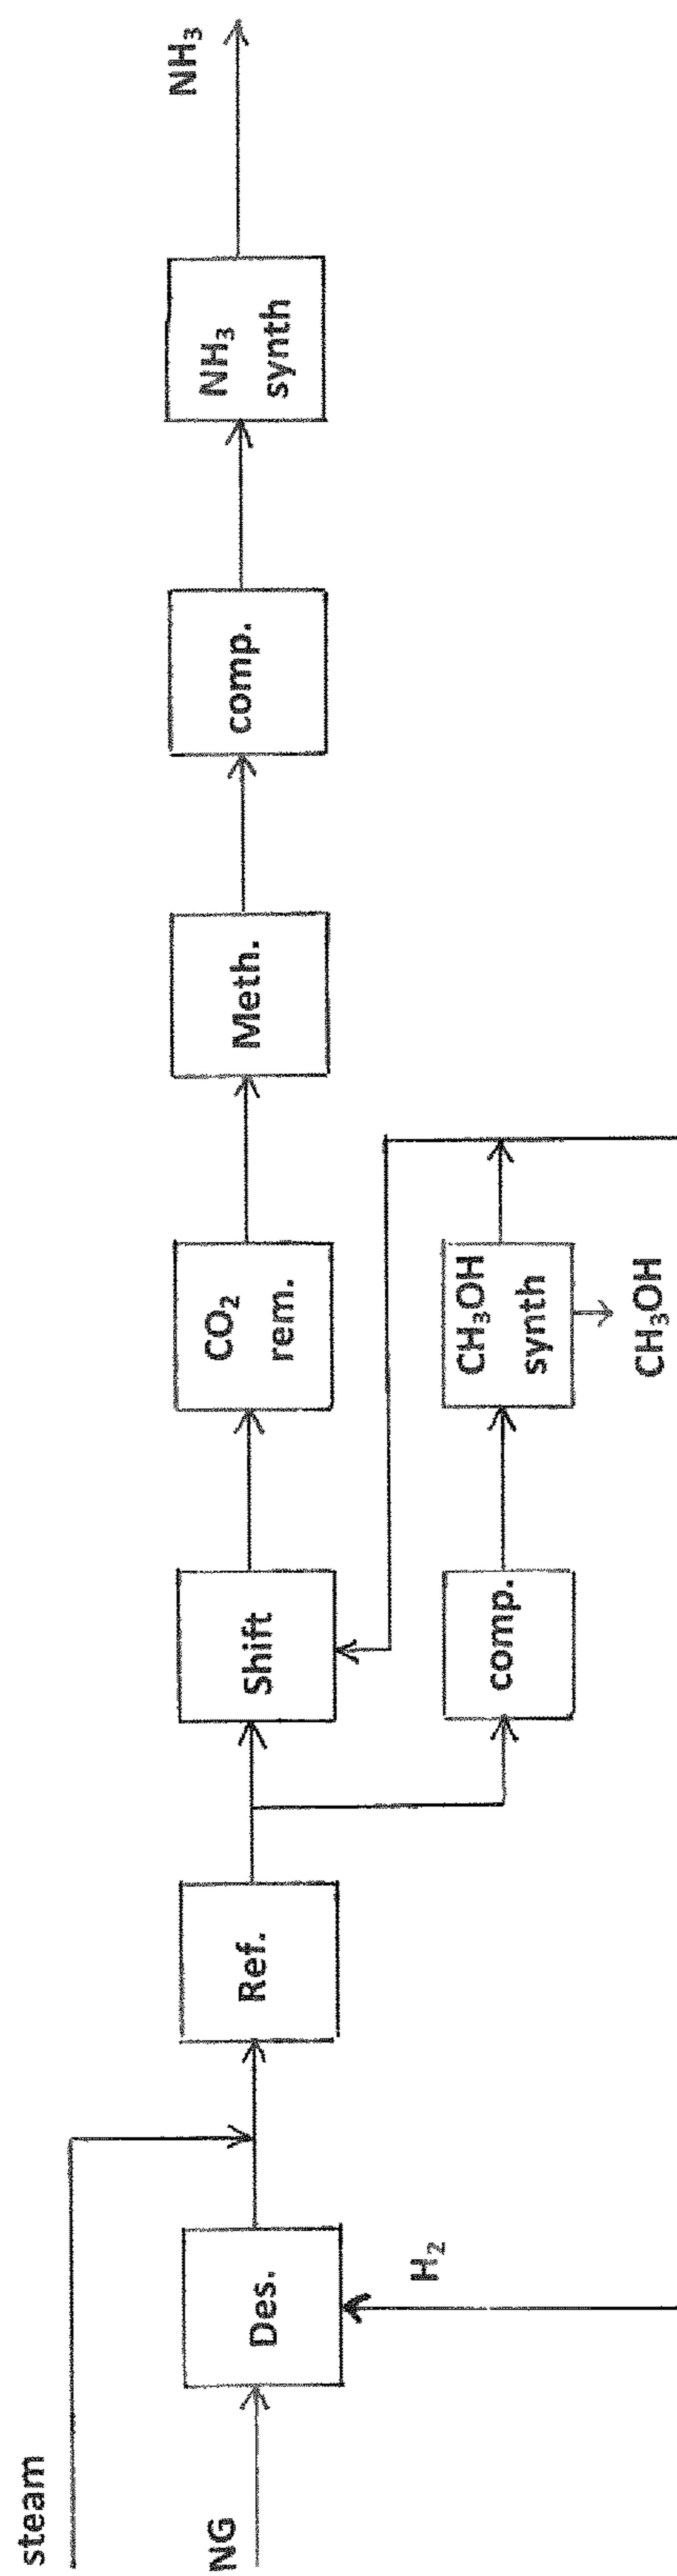 steam
NG
Des.
H₂
Ref.
Shift
CO₂
rem.
Meth.
comp.
NH₃
synth
NH₃
comp.
CH₃OH
synth
CH₃OH